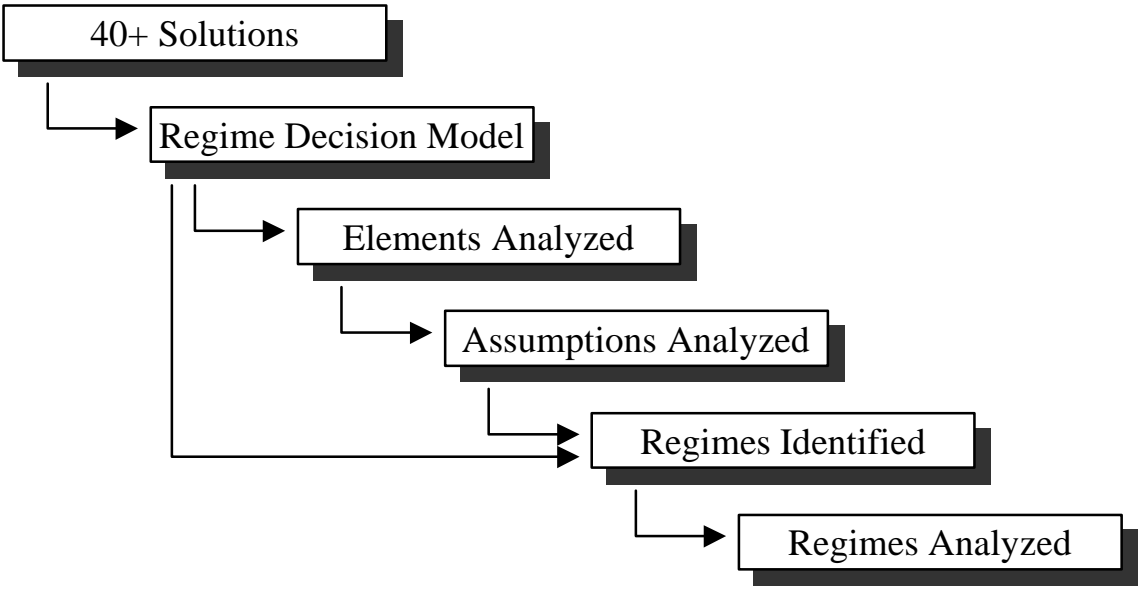 40+ Solutions
Regime Decision Model
Elements Analyzed
Assumptions Analyzed
Regimes Identified
Regimes Analyzed